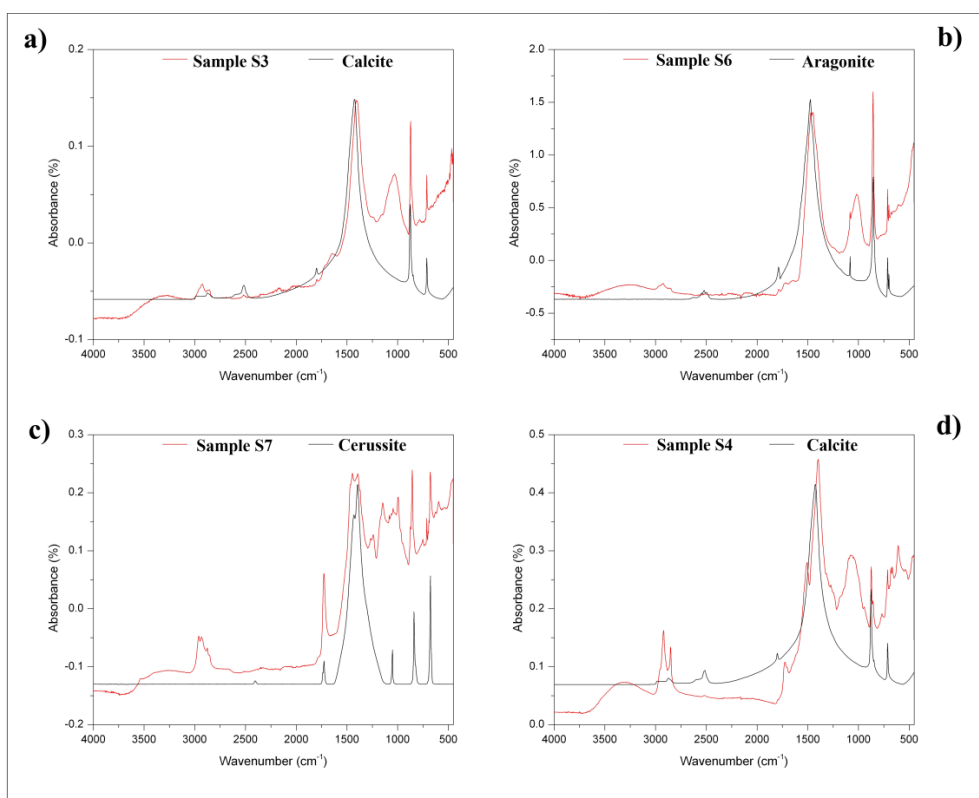 a)
Sample S3 Calcite
0.2
0.1
0.0
-0.1
Absorbance (%)
4000 3500 3000 2500 2000 1500 1000 500
Wavenumber (cm-1)
b)
Sample S6 Aragonite
2.0
1.5
1.0
0.5
0.0
-0.5
Absorbance (%)
4000 3500 3000 2500 2000 1500 1000 500
Wavenumber (cm-1)
c)
Sample S7 Cerussite
0.3
0.2
0.1
0.0
-0.1
-0.2
Absorbance (%)
4000 3500 3000 2500 2000 1500 1000 500
Wavenumber (cm-1)
d)
Sample S4 Calcite
0.5
0.4
0.3
0.2
0.1
0.0
Absorbance (%)
4000 3500 3000 2500 2000 1500 1000 500
Wavenumber (cm-1)